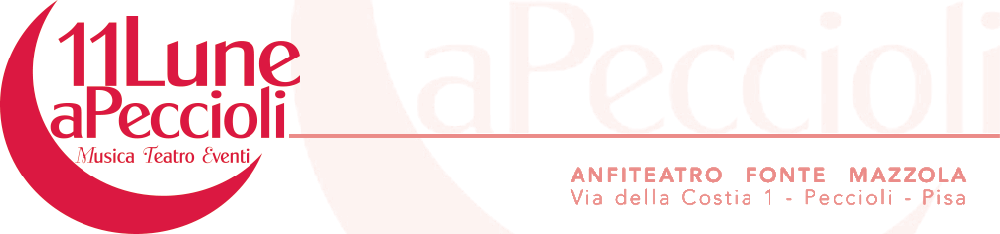 11Lune
aPeccioli
Musica Teatro Eventi
aPeccioli
ANFITEATRO FONTE MAZZOLA
Via della Costia 1 - Peccioli - Pisa